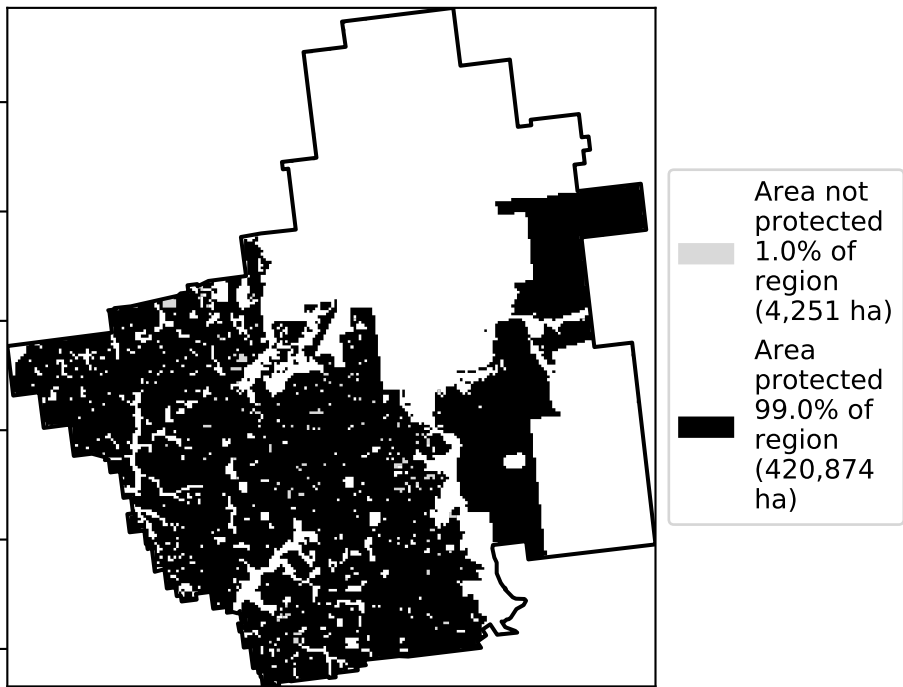 Area not
protected
1.0% of
region
(4,251 ha)
Area
protected
99.0% of
region
(420,874
ha)